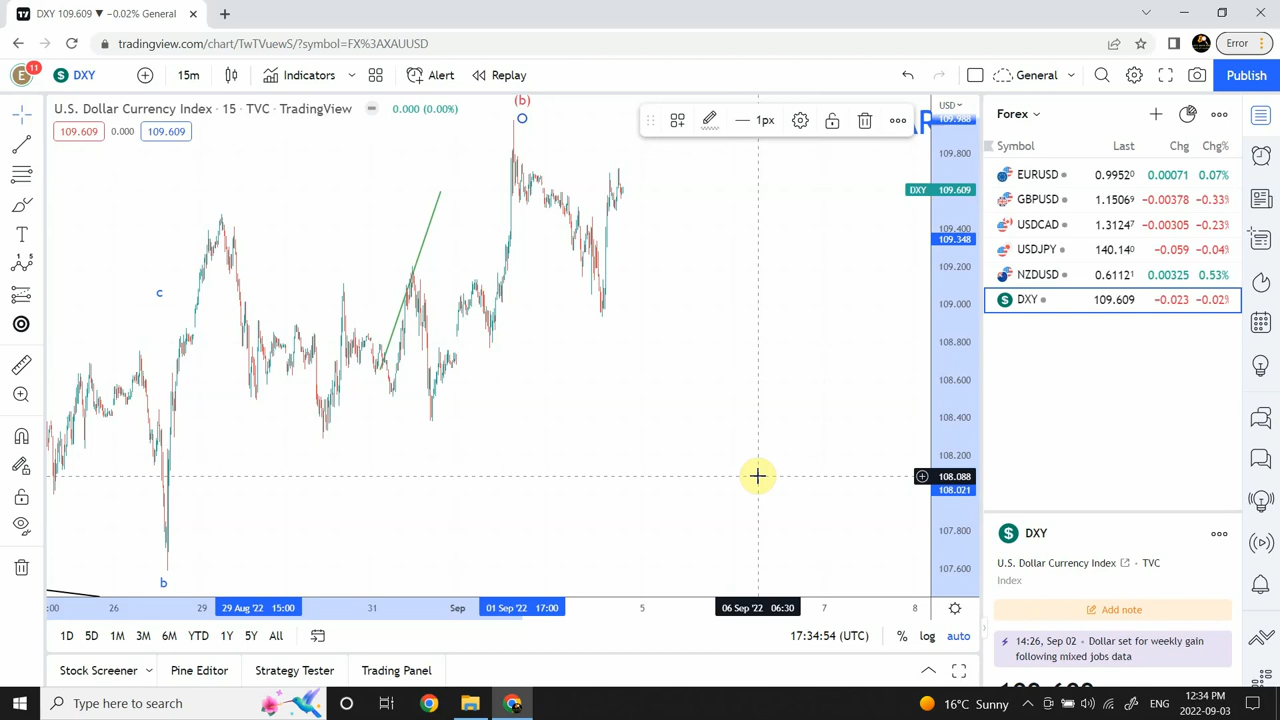 DXY 109.609 ▼ −0.02% General
tradingview.com/chart/TwTVuewS/?symbol=FX%3AXAUUSD
Error
E
11
DXY
15m
Indicators
Alert
Replay
General
Publish
U.S. Dollar Currency Index · 15 · TVC · TradingView
0.000 (0.00%)
109.609
0.000
109.609
(b)
1px
AR
c
b
USD
109.988
109.800
DXY 109.609
109.400
109.348
109.200
109.000
108.800
108.600
108.400
108.200
108.088
108.021
107.800
107.600
:00
26
29
29 Aug '22 15:00
31
Sep
01 Sep '22 17:00
5
06 Sep '22 06:30
7
8
1D
5D
1M
3M
6M
YTD
1Y
5Y
All
17:34:54 (UTC)
%
log
auto
Stock Screener
Pine Editor
Strategy Tester
Trading Panel
Forex
Symbol Last Chg Chg%
EURUSD 0.99520 0.00071 0.07%
GBPUSD 1.15069 −0.00378 −0.33%
USDCAD 1.31247 −0.00305 −0.23%
USDJPY 140.140 −0.059 −0.04%
NZDUSD 0.61121 0.00325 0.53%
DXY 109.609 −0.023 −0.02%
DXY
U.S. Dollar Currency Index
TVC
Index
Add note
14:26, Sep 02 • Dollar set for weekly gain
following mixed jobs data
Type here to search
16°C Sunny
ENG
12:34 PM
2022-09-03